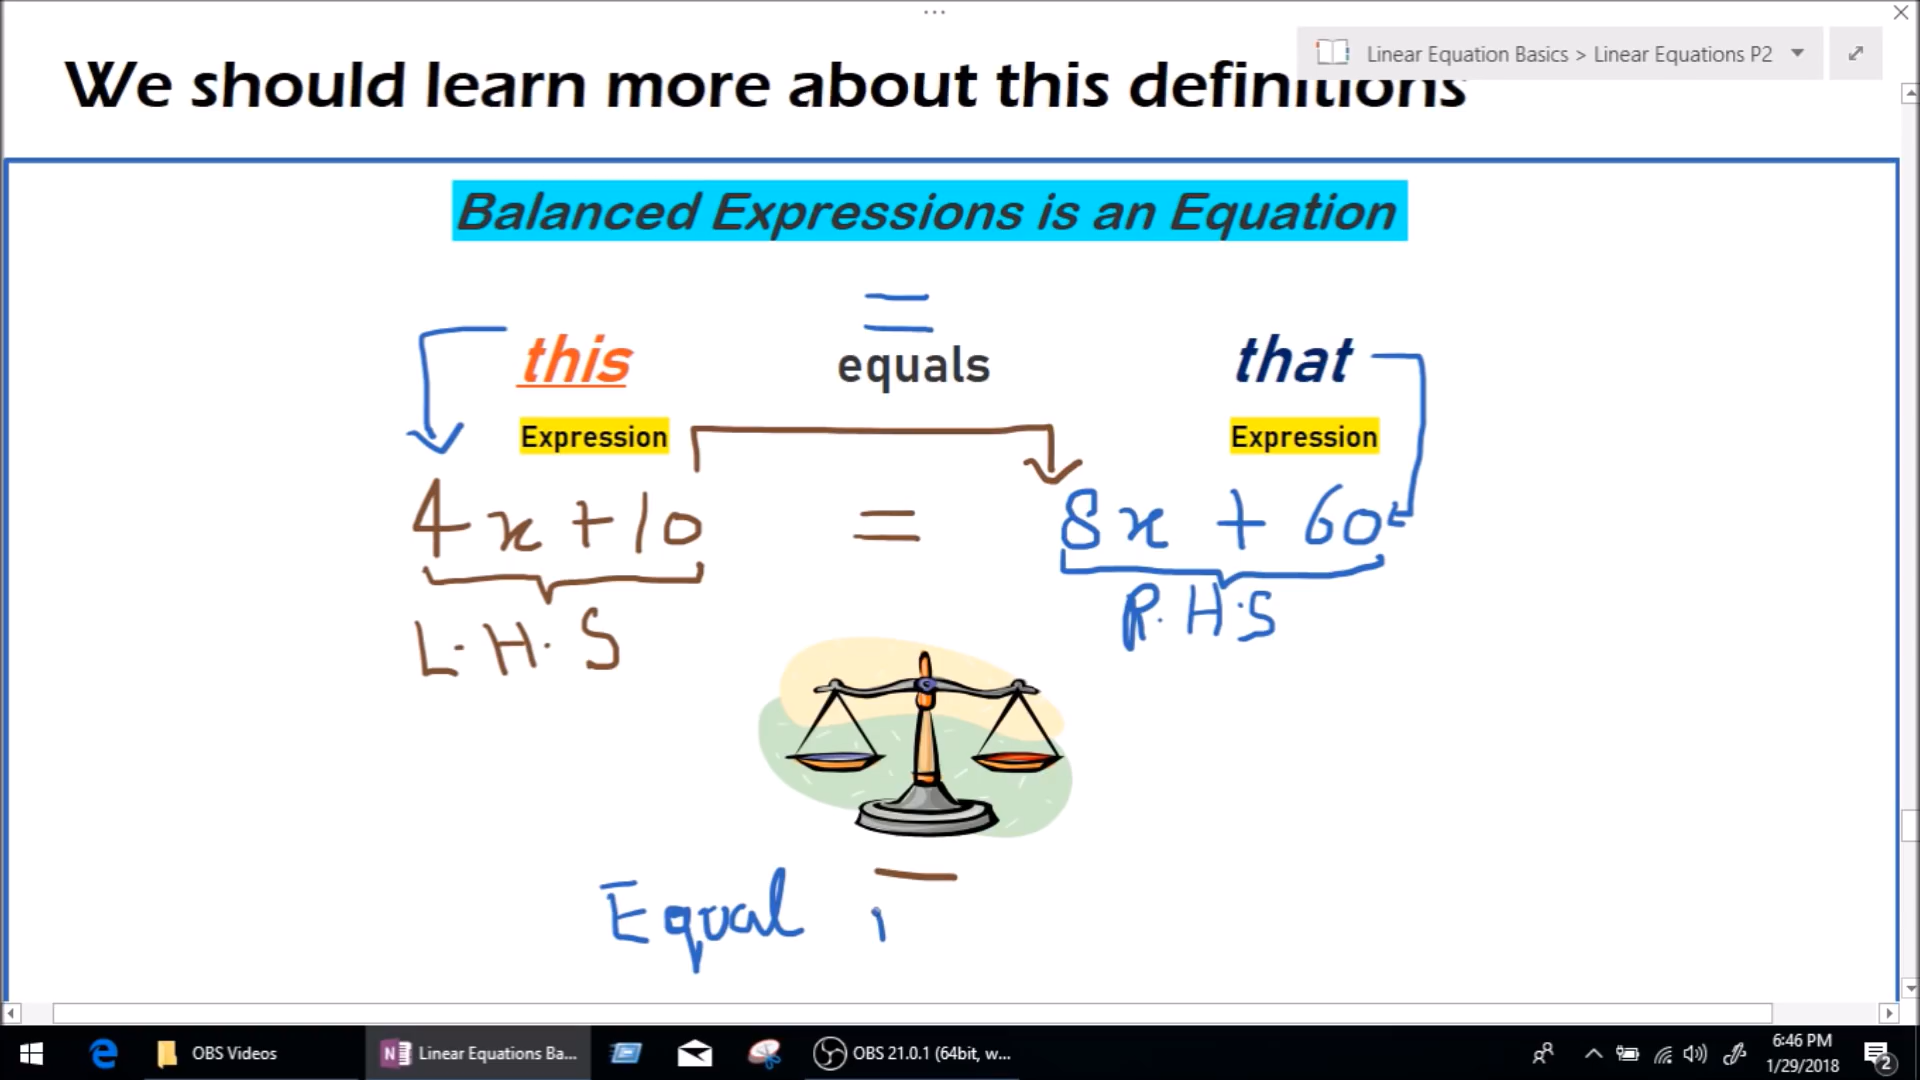 ...
Linear Equation Basics > Linear Equations P2
We should learn more about this definitions
Balanced Expressions is an Equation
=
this equals that
Expression Expression
4x+10 = 8x + 60
L.H.S R.H.S
Equal
OBS Videos Linear Equations Ba... OBS 21.0.1 (64bit, w... 6:46 PM
1/29/2018 2